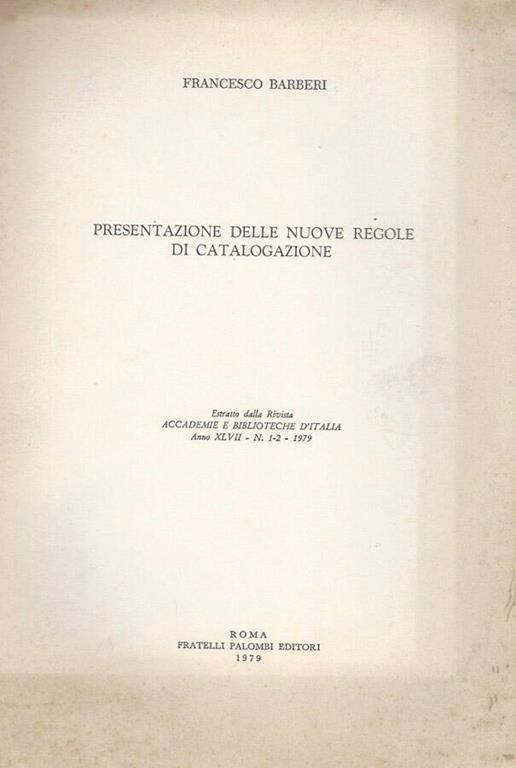 FRANCESCO BARBERI
PRESENTAZIONE DELLE NUOVE REGOLE
DI CATALOGAZIONE
Estratto dalla Rivista
ACCADEMIE E BIBLIOTECHE D'ITALIA
Anno XLVII - N. 1-2 - 1979
ROMA
FRATELLI PALOMBI EDITORI
1979